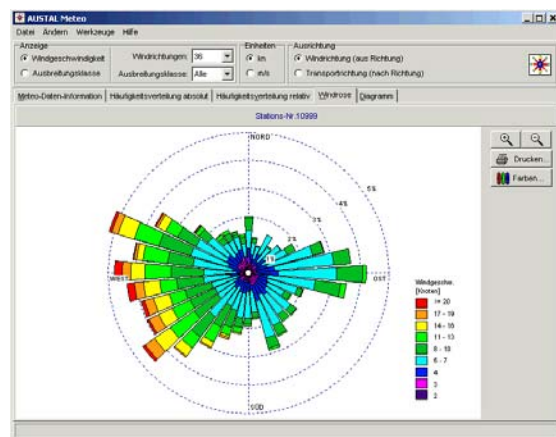 AUSTAL Meteo
Datei Ändern Werkzeuge Hilfe
Anzeige
Windgeschwindigkeit
Ausbreitungsklasse
Windrichtungen: 36
Ausbreitungsklasse: Alle
Einheiten
kn
m/s
Ausrichtung
Windrichtung (aus Richtung)
Transportrichtung (nach Richtung)
Meteo-Daten-Information Häufigkeitsverteilung absolut Häufigkeitsverteilung relativ Windrose Diagramm
Stations-Nr.10999
NORD
5%
4%
3%
2%
1%
WEST
OST
SÜD
Drucken...
Farben...
Windgeschw.
[Knoten]
>= 20
17 - 19
14 - 16
11 - 13
8 - 10
6 - 7
4
3
2